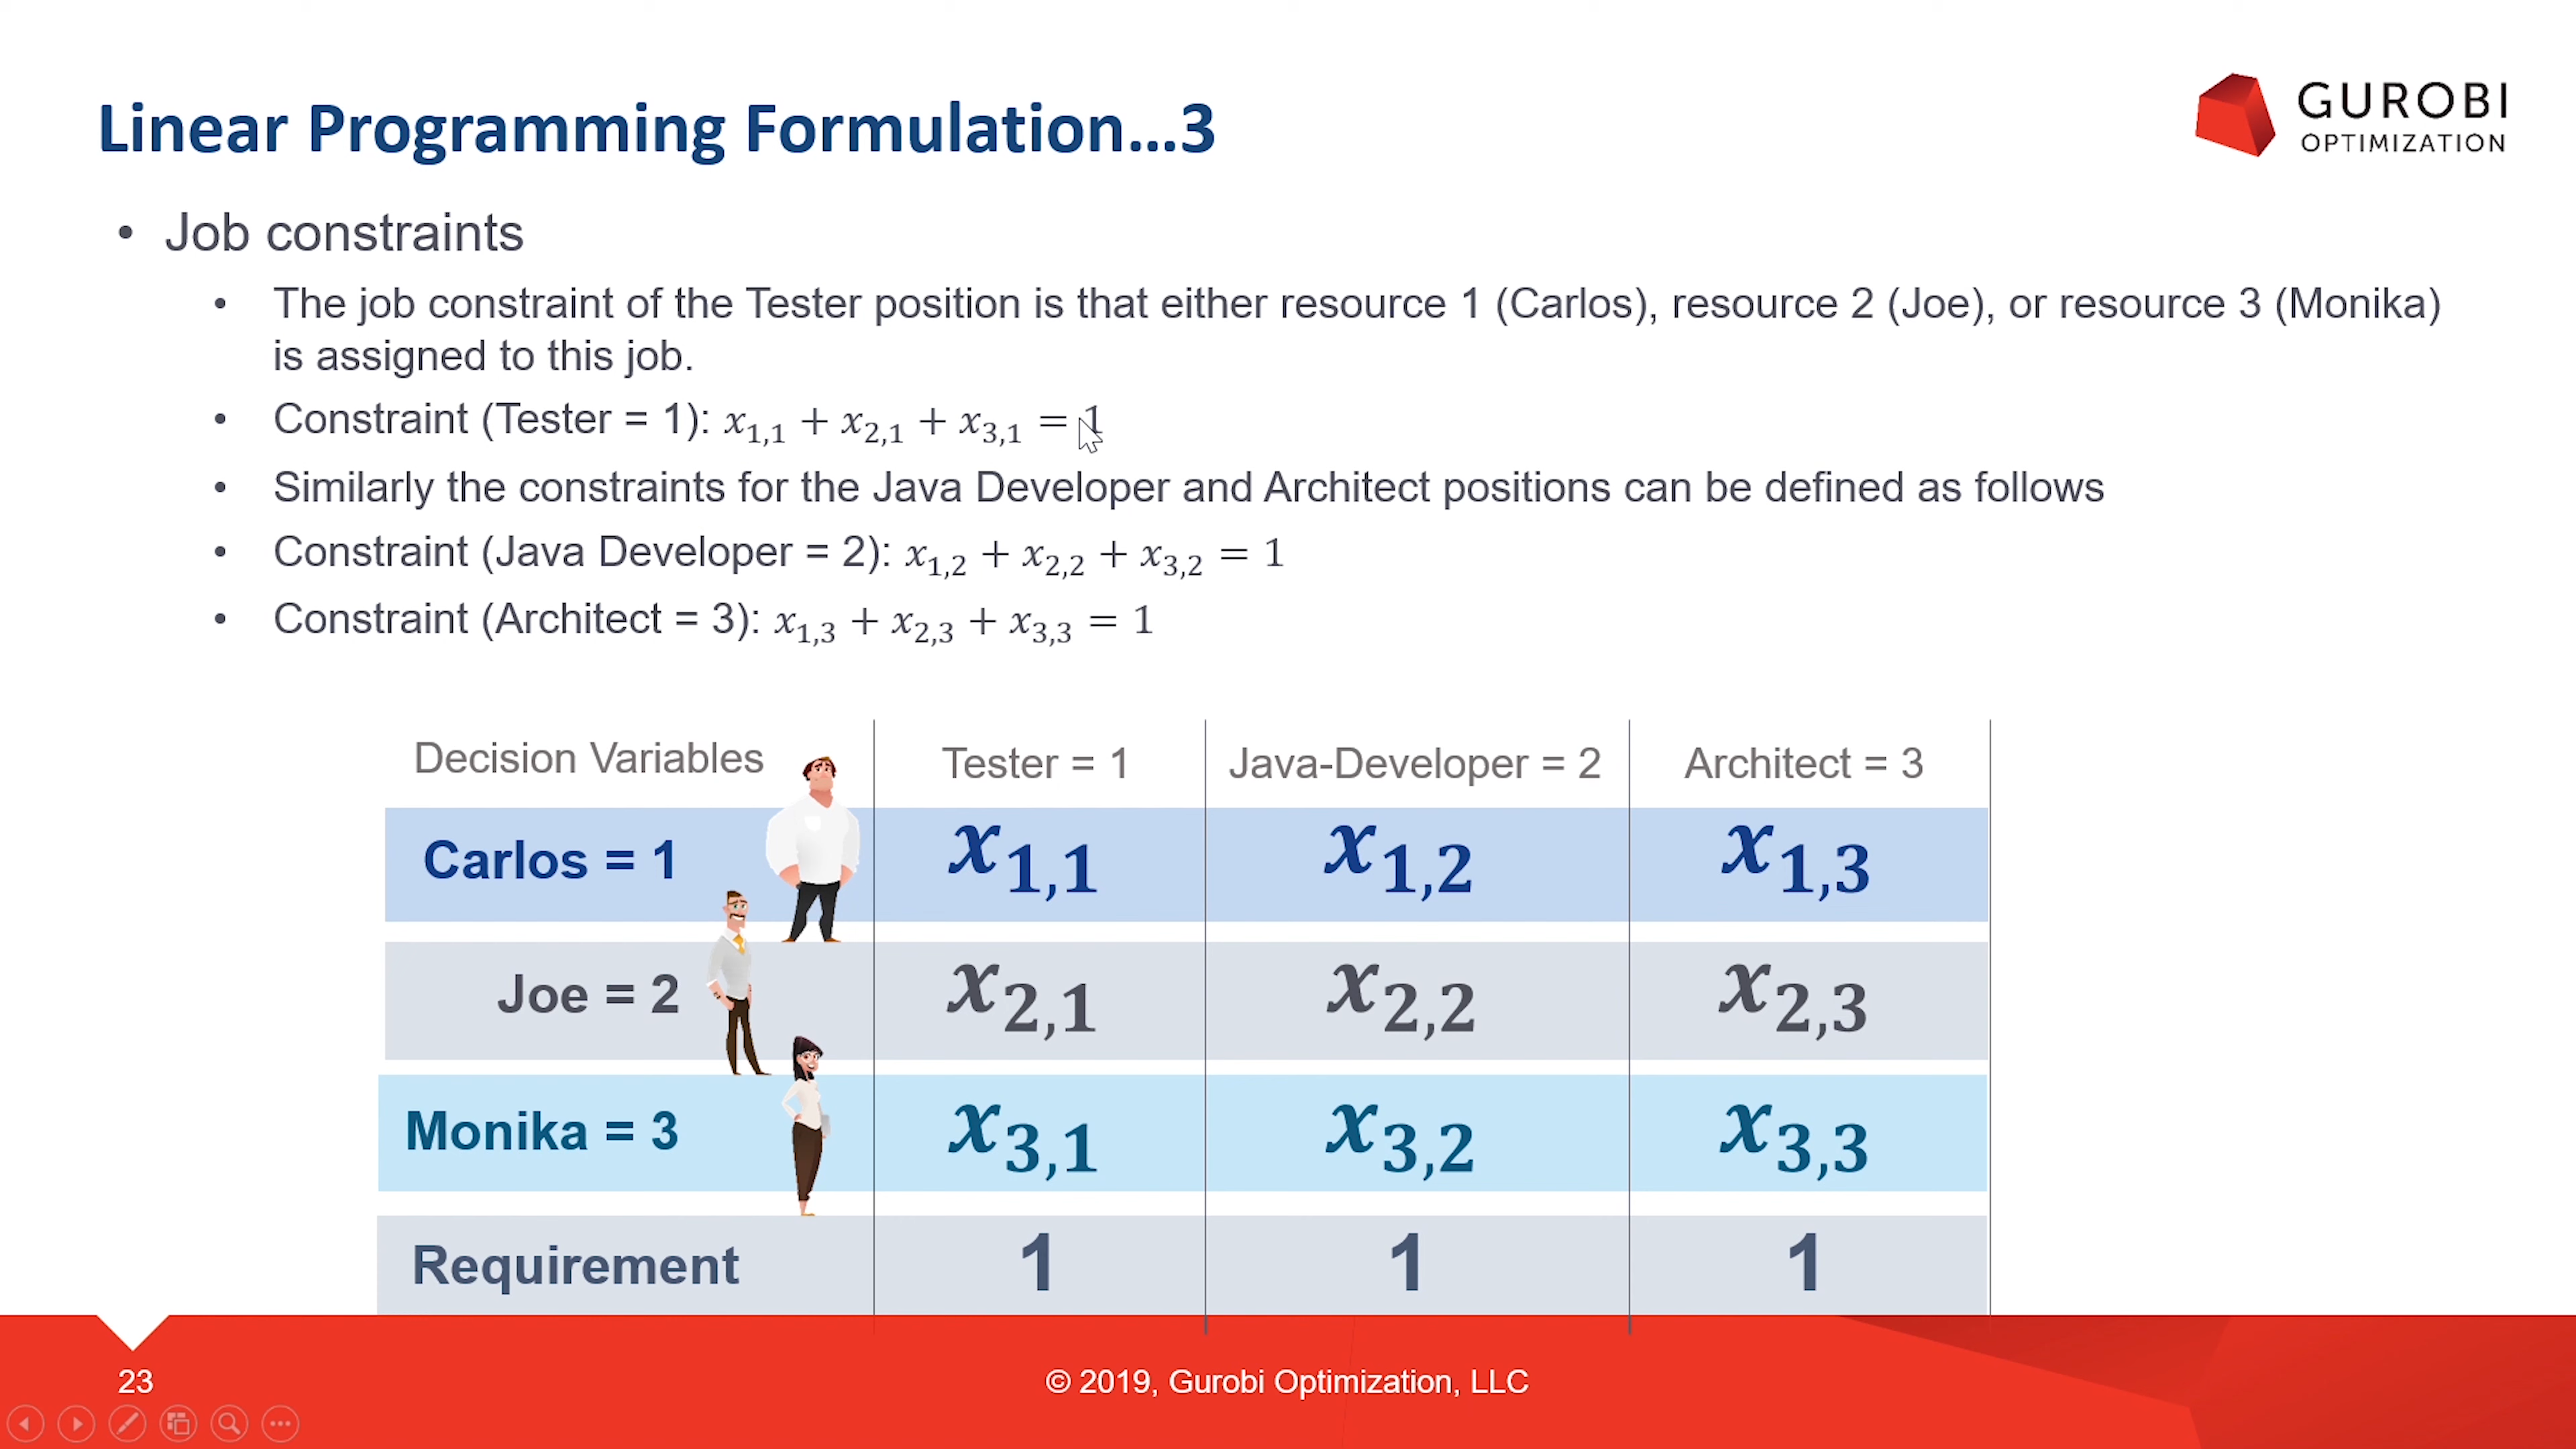 Linear Programming Formulation...3
GUROBI
OPTIMIZATION
• Job constraints
• The job constraint of the Tester position is that either resource 1 (Carlos), resource 2 (Joe), or resource 3 (Monika)
is assigned to this job.
• Constraint (Tester = 1): x₁,₁ + x₂,₁ + x₃,₁ = 1
• Similarly the constraints for the Java Developer and Architect positions can be defined as follows
• Constraint (Java Developer = 2): x₁,₂ + x₂,₂ + x₃,₂ = 1
• Constraint (Architect = 3): x₁,₃ + x₂,₃ + x₃,₃ = 1
Decision Variables Tester = 1 Java-Developer = 2 Architect = 3
Carlos = 1 x₁,₁ x₁,₂ x₁,₃
Joe = 2 x₂,₁ x₂,₂ x₂,₃
Monika = 3 x₃,₁ x₃,₂ x₃,₃
Requirement 1 1 1
23
© 2019, Gurobi Optimization, LLC